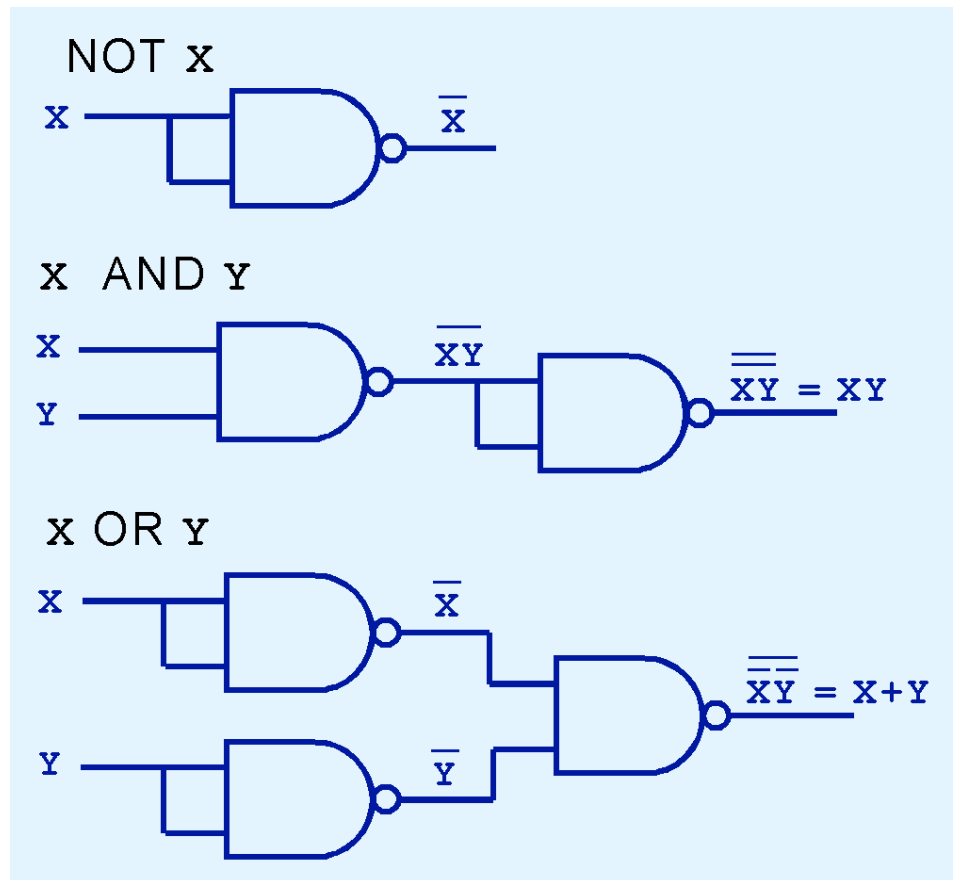 NOT X
X
X̅
X AND Y
X
Y
X̅Y̅
X̿Y̿ = XY
X OR Y
X
X̅
X̿Y̿ = X+Y
Y
Y̅